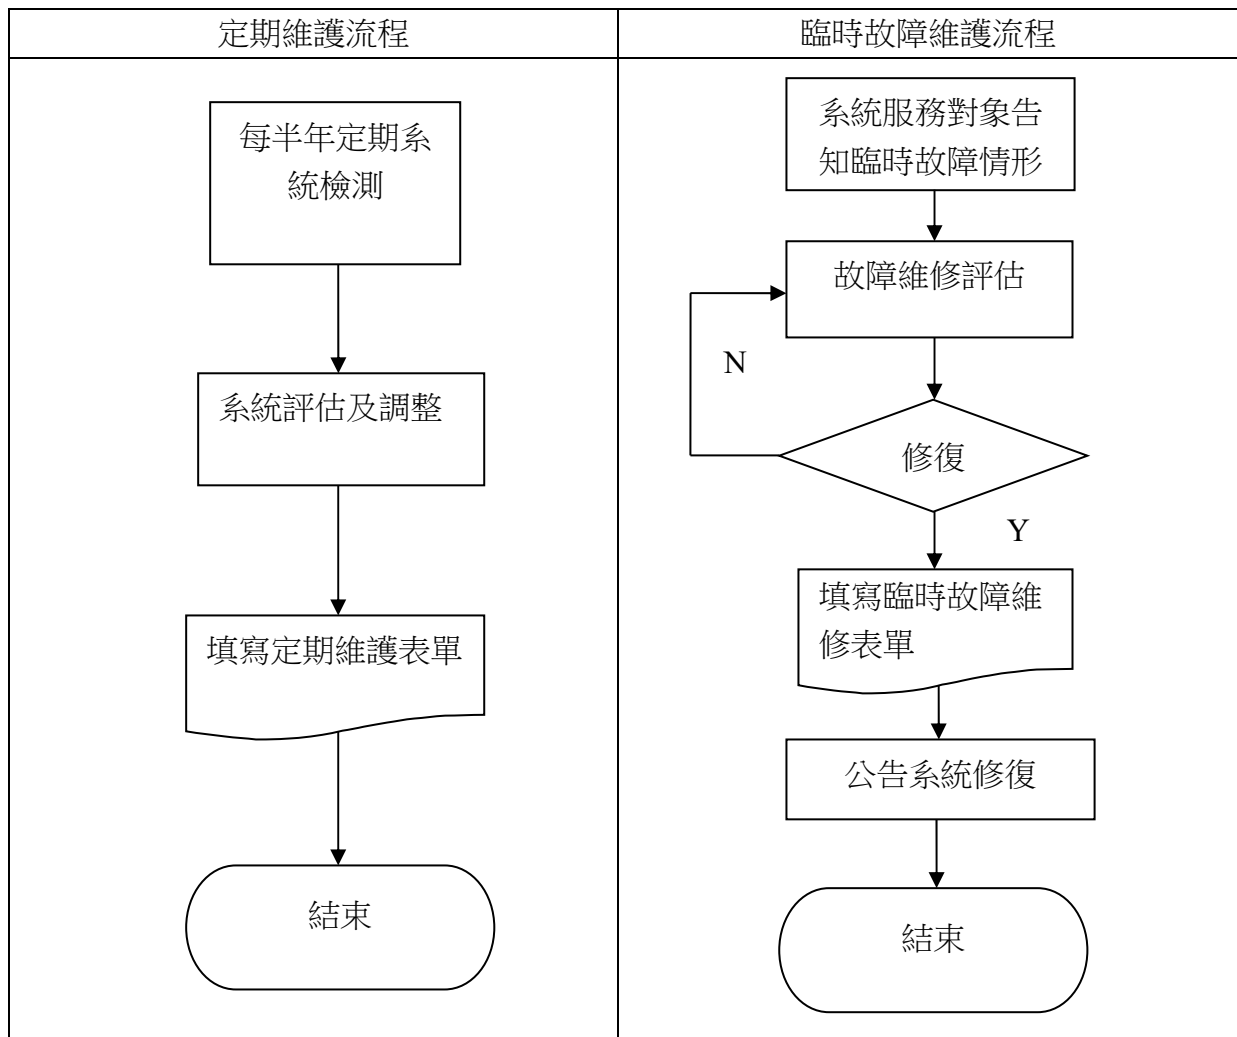 定期維護流程
臨時故障維護流程
每半年定期系
統檢測
系統評估及調整
填寫定期維護表單
結束
系統服務對象告
知臨時故障情形
故障維修評估
N
修復
Y
填寫臨時故障維
修表單
公告系統修復
結束